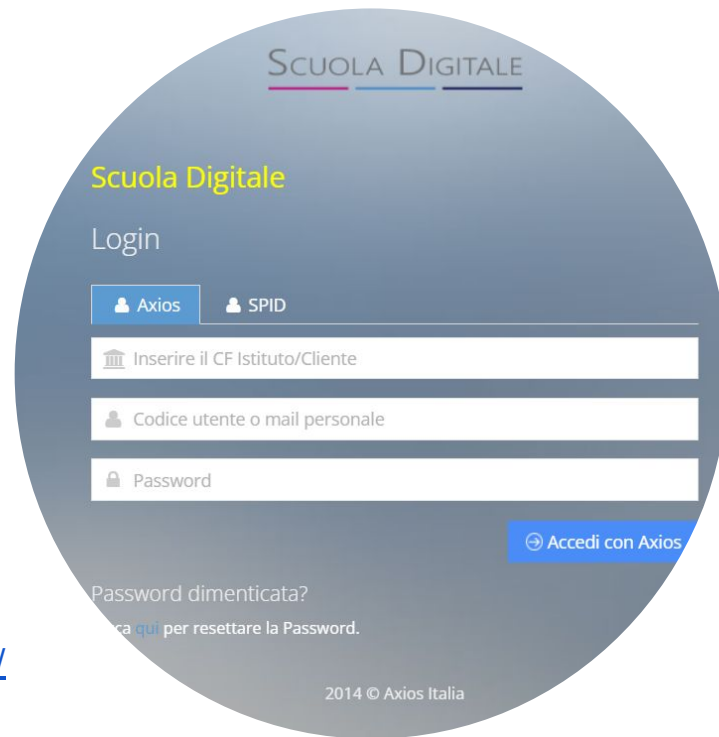 SCUOLA DIGITALE
Scuola Digitale
Login
Axios SPID
Inserire il CF Istituto/Cliente
Codice utente o mail personale
Password
Accedi con Axios
Password dimenticata?
qui per resettare la Password.
/
2014 © Axios Italia